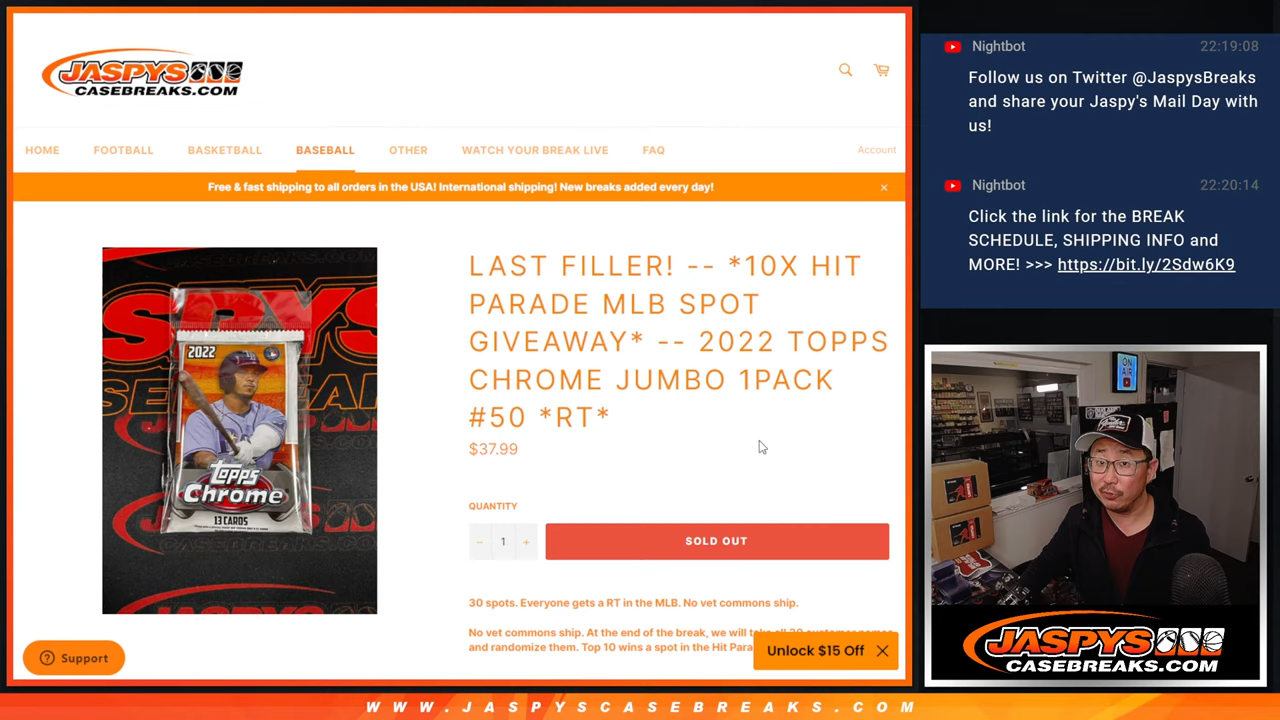 JASPYS
CASEBREAKS.COM
HOME FOOTBALL BASKETBALL BASEBALL OTHER WATCH YOUR BREAK LIVE FAQ Account
Free & fast shipping to all orders in the USA! International shipping! New breaks added every day!
2022
topps
Chrome
13 CARDS
LAST FILLER! -- *10X HIT
PARADE MLB SPOT
GIVEAWAY* -- 2022 TOPPS
CHROME JUMBO 1PACK
#50 *RT*
$37.99
QUANTITY
− 1 + SOLD OUT
30 spots. Everyone gets a RT in the MLB. No vet commons ship.
No vet commons ship. At the end of the break, we will
and randomize them. Top 10 wins a spot in the Hit
Support
Unlock $15 Off
Nightbot 22:19:08
Follow us on Twitter @JaspysBreaks
and share your Jaspy's Mail Day with
us!
Nightbot 22:20:14
Click the link for the BREAK
SCHEDULE, SHIPPING INFO and
MORE! >>> https://bit.ly/2Sdw6K9
ON
AIR
JASPYS
CASEBREAKS.COM
WWW.JASPYSCASEBREAKS.COM